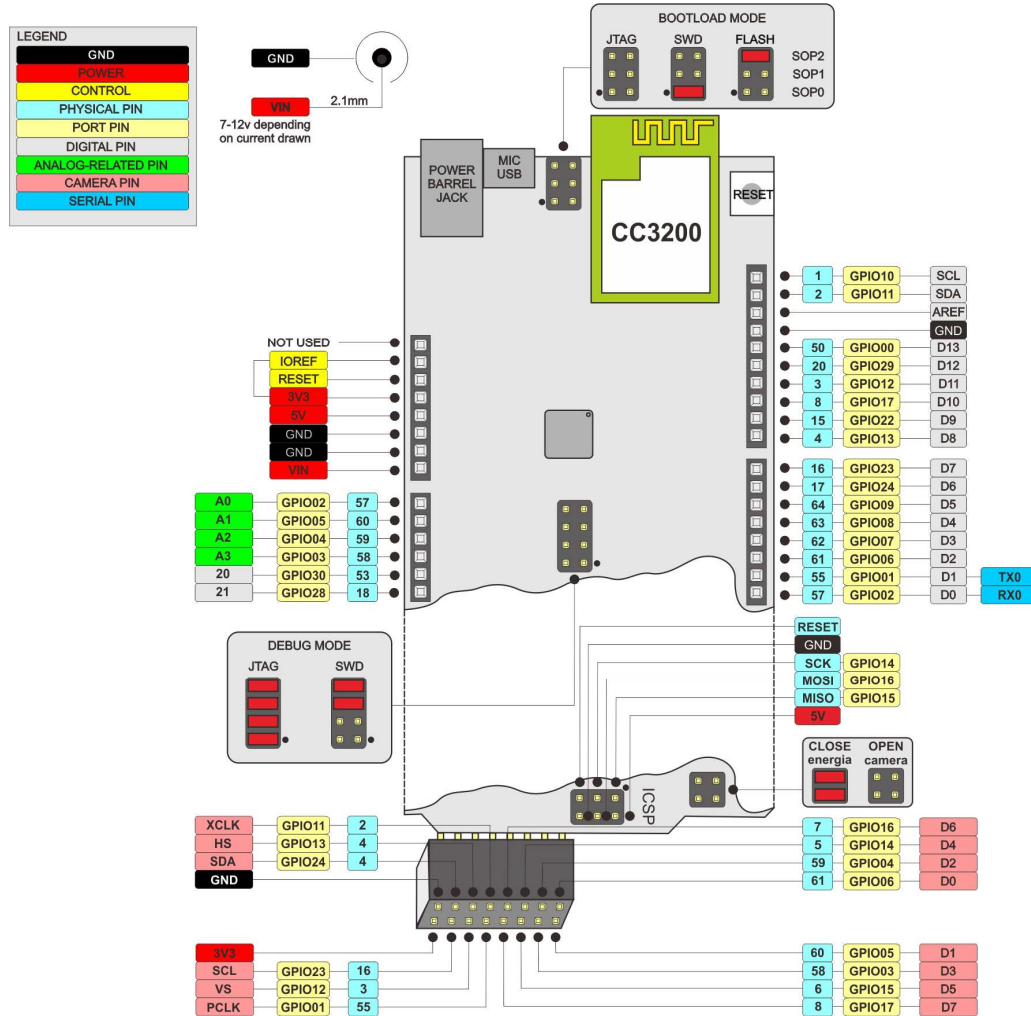 LEGEND
GND
POWER
CONTROL
PHYSICAL PIN
PORT PIN
DIGITAL PIN
ANALOG-RELATED PIN
CAMERA PIN
SERIAL PIN
GND
VIN
2.1mm
7-12v depending
on current drawn
BOOTLOAD MODE
JTAG SWD FLASH
SOP2
SOP1
SOP0
POWER
BARREL
JACK
MIC
USB
CC3200
RESET
NOT USED
IOREF
RESET
3V3
5V
GND
GND
VIN
A0 GPIO02 57
A1 GPIO05 60
A2 GPIO04 59
A3 GPIO03 58
20 GPIO30 53
21 GPIO28 18
1 GPIO10 SCL
2 GPIO11 SDA
AREF
GND
50 GPIO00 D13
20 GPIO29 D12
3 GPIO12 D11
8 GPIO17 D10
15 GPIO22 D9
4 GPIO13 D8
16 GPIO23 D7
17 GPIO24 D6
64 GPIO09 D5
63 GPIO08 D4
62 GPIO07 D3
61 GPIO06 D2
55 GPIO01 D1 TX0
57 GPIO02 D0 RX0
RESET
GND
SCK GPIO14
MOSI GPIO16
MISO GPIO15
5V
DEBUG MODE
JTAG SWD
CLOSE OPEN
energia camera
ICSP
XCLK GPIO11 2
HS GPIO13 4
SDA GPIO24 4
GND
7 GPIO16 D6
5 GPIO14 D4
59 GPIO04 D2
61 GPIO06 D0
3V3
SCL GPIO23 16
VS GPIO12 3
PCLK GPIO01 55
60 GPIO05 D1
58 GPIO03 D3
6 GPIO15 D5
8 GPIO17 D7